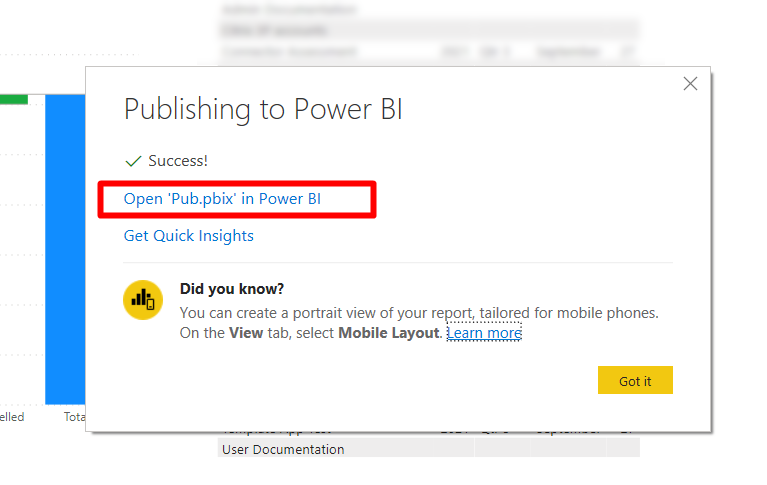 Publishing to Power BI
Success!
Open 'Pub.pbix' in Power BI
Get Quick Insights
Did you know?
You can create a portrait view of your report, tailored for mobile phones.
On the View tab, select Mobile Layout. Learn more
Got it
elled
Tota
User Documentation